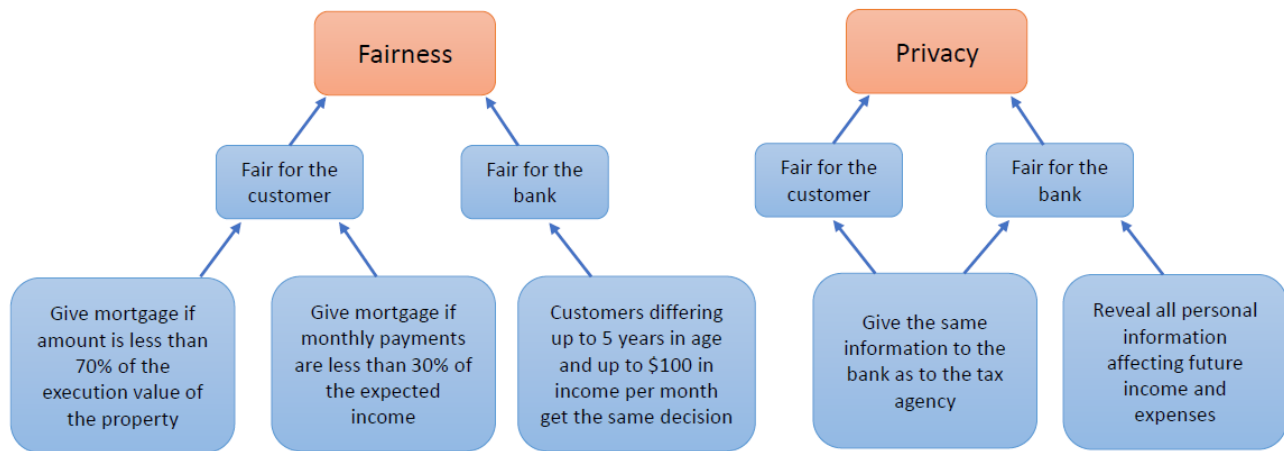 Fairness
Privacy
Fair for the
customer
Fair for the
bank
Fair for the
customer
Fair for the
bank
Give mortgage if
amount is less than
70% of the
execution value of
the property
Give mortgage if
monthly payments
are less than 30% of
the expected
income
Customers differing
up to 5 years in age
and up to $100 in
income per month
get the same decision
Give the same
information to the
bank as to the tax
agency
Reveal all personal
information
affecting future
income and
expenses